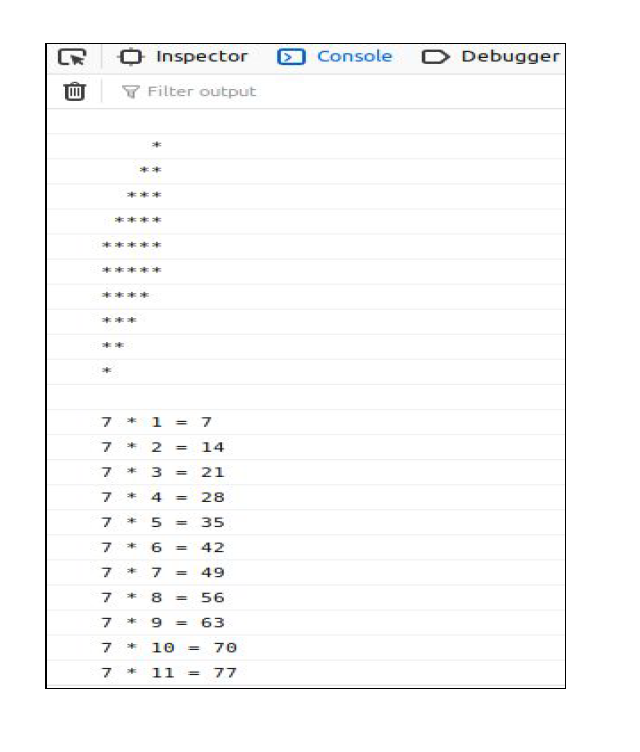 Inspector Console Debugger
Filter output
    *
   **
  ***
 ****
*****
*****
****
***
**
*
7 * 1 = 7
7 * 2 = 14
7 * 3 = 21
7 * 4 = 28
7 * 5 = 35
7 * 6 = 42
7 * 7 = 49
7 * 8 = 56
7 * 9 = 63
7 * 10 = 70
7 * 11 = 77